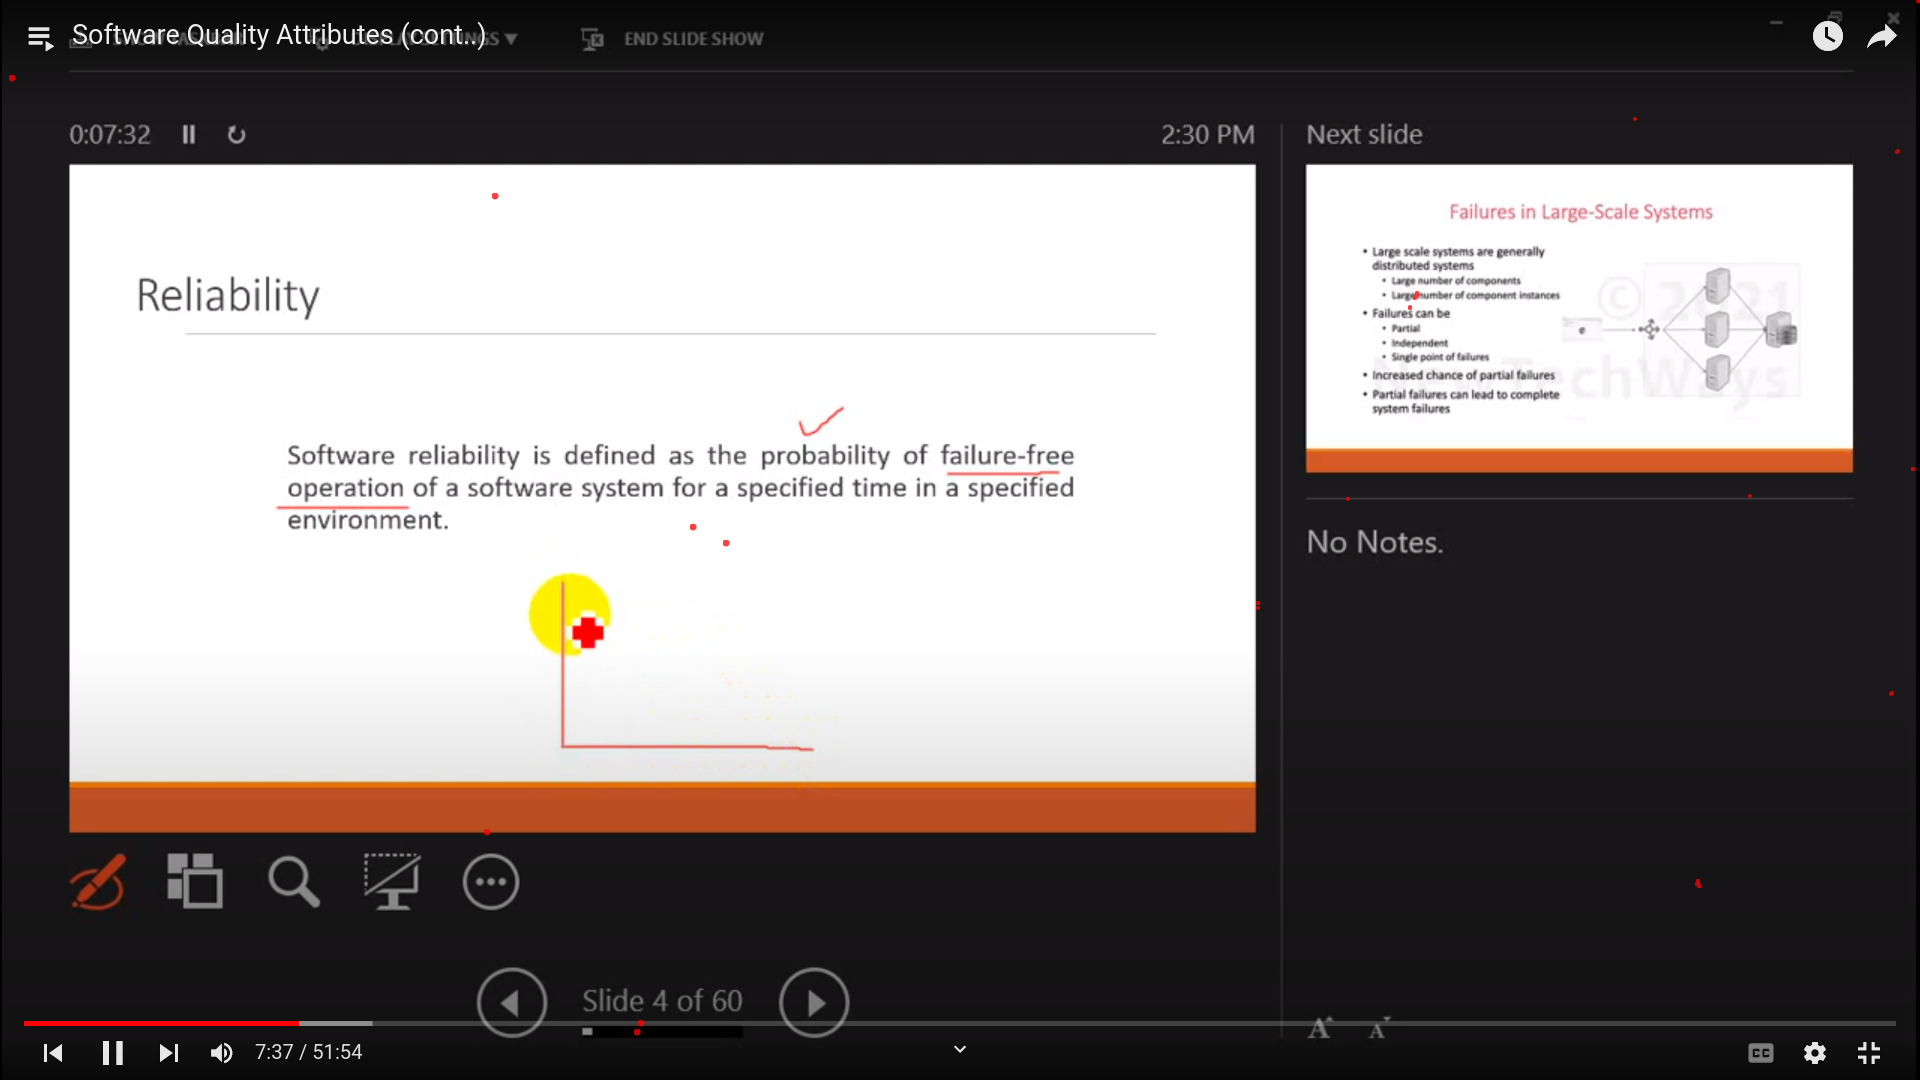 Software Quality Attributes (cont..)
END SLIDE SHOW
0:07:32
2:30 PM
Next slide
Reliability
Software reliability is defined as the probability of failure-free
operation of a software system for a specified time in a specified
environment.
Failures in Large-Scale Systems
• Large scale systems are generally
distributed systems
• Large number of components
• Large number of component instances
• Failures can be
• Partial
• Independent
• Single point of failures
• Increased chance of partial failures
• Partial failures can lead to complete
system failures
No Notes.
Slide 4 of 60
A A
7:37 / 51:54
CC